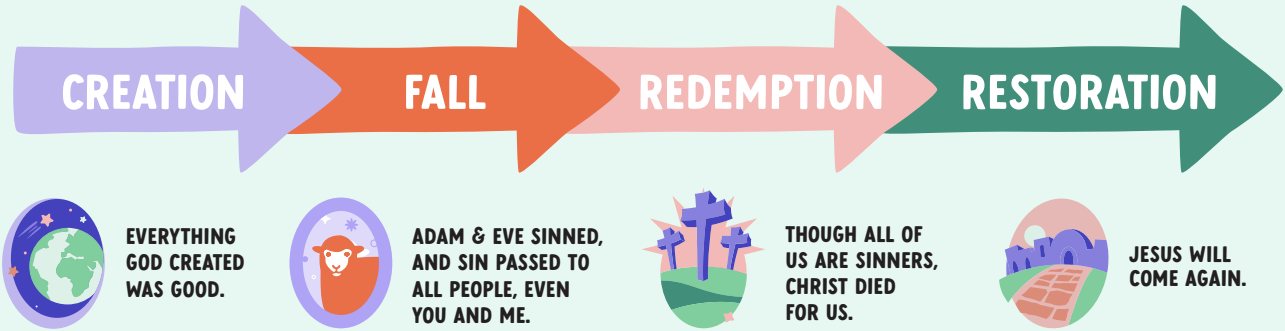 CREATION
FALL
REDEMPTION
RESTORATION
EVERYTHING
GOD CREATED
WAS GOOD.
ADAM & EVE SINNED,
AND SIN PASSED TO
ALL PEOPLE, EVEN
YOU AND ME.
THOUGH ALL OF
US ARE SINNERS,
CHRIST DIED
FOR US.
JESUS WILL
COME AGAIN.